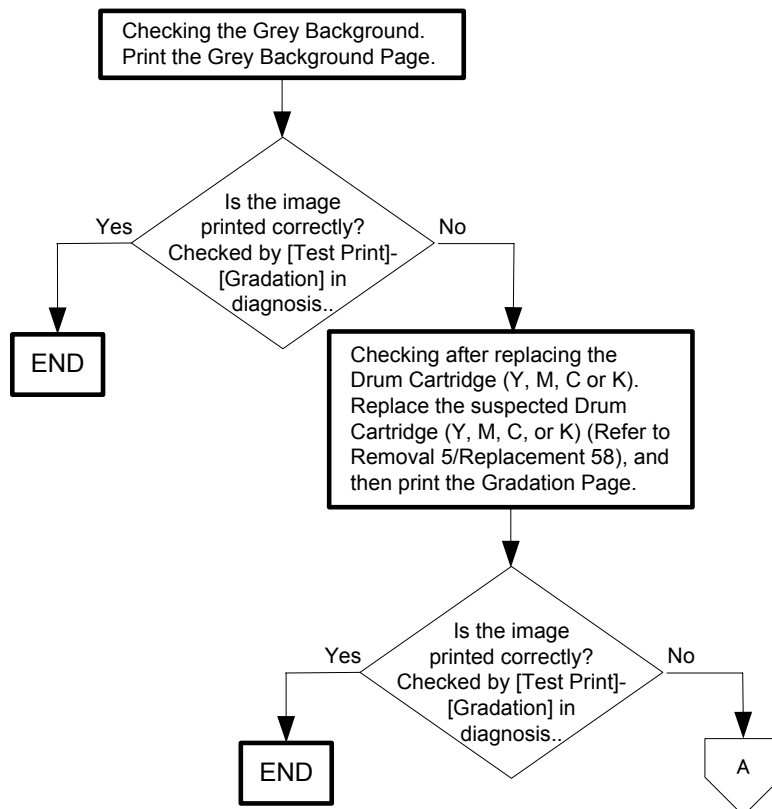 Checking the Grey Background.
Print the Grey Background Page.
Is the image
printed correctly?
Checked by [Test Print]-
[Gradation] in
diagnosis..
Yes
No
END
Checking after replacing the
Drum Cartridge (Y, M, C or K).
Replace the suspected Drum
Cartridge (Y, M, C, or K) (Refer to
Removal 5/Replacement 58), and
then print the Gradation Page.
Is the image
printed correctly?
Checked by [Test Print]-
[Gradation] in
diagnosis..
Yes
No
END
A